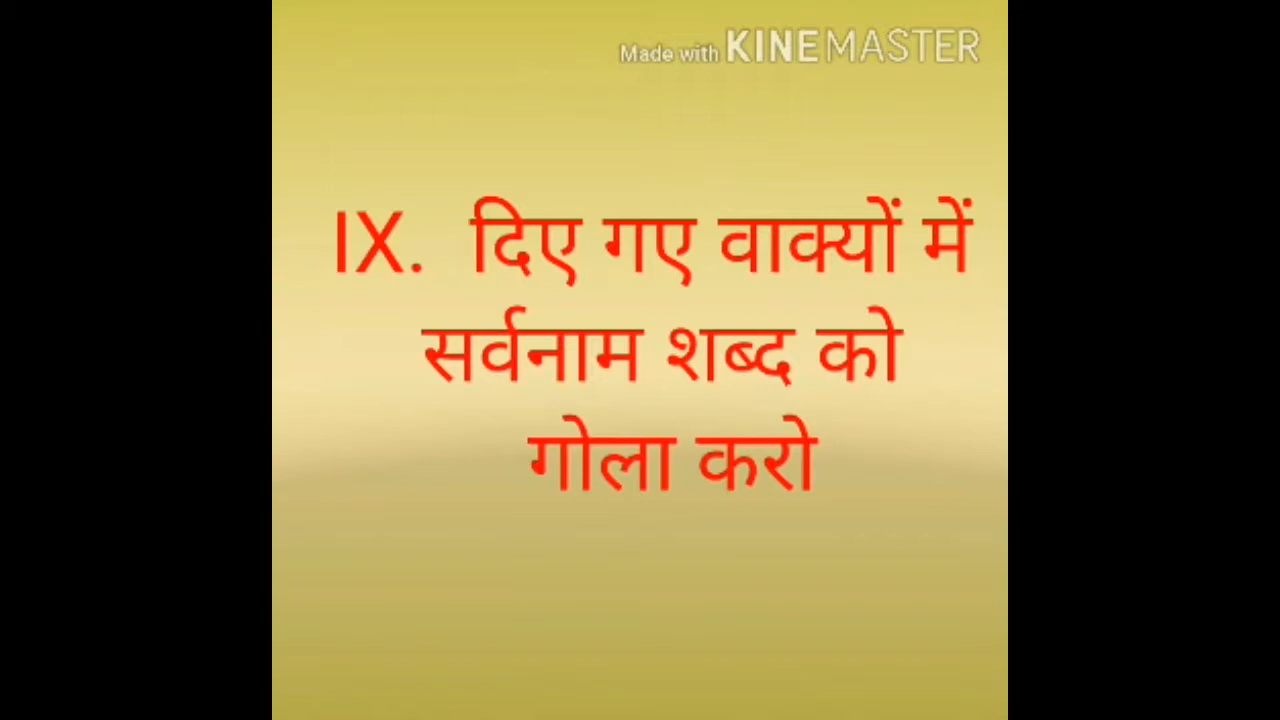 Made with KINEMASTER
IX. दिए गए वाक्यों में
सर्वनाम शब्द को
गोला करो